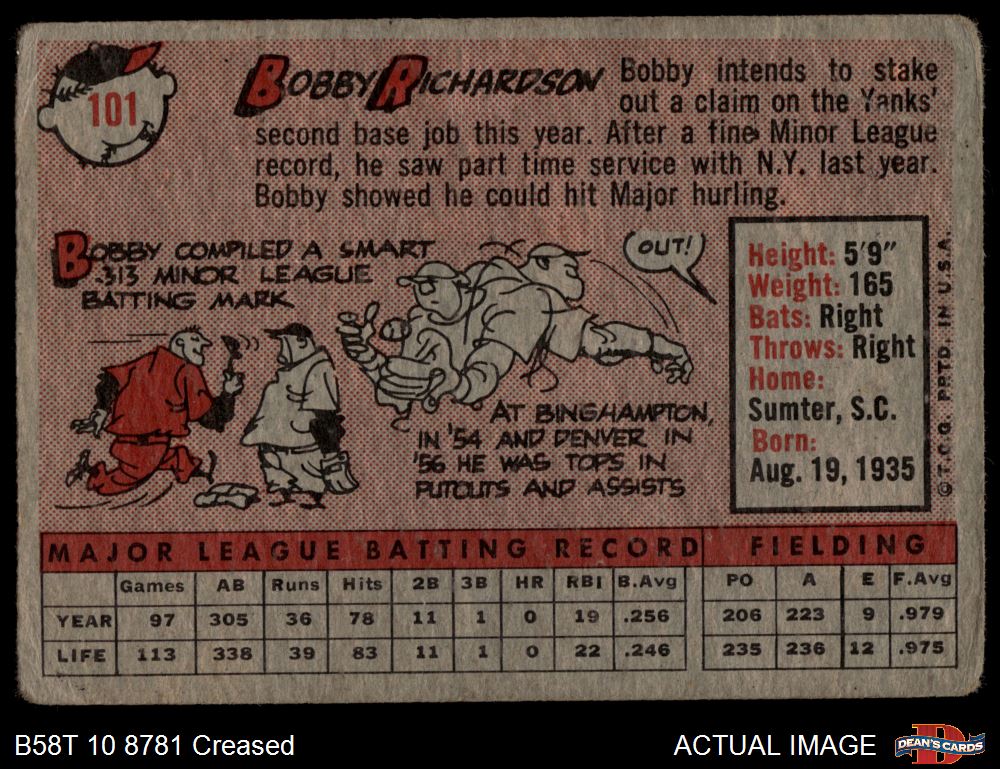 101
BOBBY RICHARDSON
Bobby intends to stake
out a claim on the Yanks'
second base job this year. After a fine Minor League
record, he saw part time service with N.Y. last year.
Bobby showed he could hit Major hurling.
BOBBY COMPILED A SMART
.313 MINOR LEAGUE
BATTING MARK
OUT!
AT BINGHAMPTON,
IN '54 AND DENVER IN
'56 HE WAS TOPS IN
PUTOUTS AND ASSISTS
Height: 5'9"
Weight: 165
Bats: Right
Throws: Right
Home:
Sumter, S.C.
Born:
Aug. 19, 1935
© T.C.G. PRTD. IN U.S.A.
MAJOR LEAGUE BATTING RECORD FIELDING
Games AB Runs Hits 2B 3B HR RBI B.Avg PO A E F.Avg
YEAR 97 305 36 78 11 1 0 19 .256 206 223 9 .979
LIFE 113 338 39 83 11 1 0 22 .246 235 236 12 .975
B58T 10 8781 Creased
ACTUAL IMAGE
D
DEAN'S CARDS